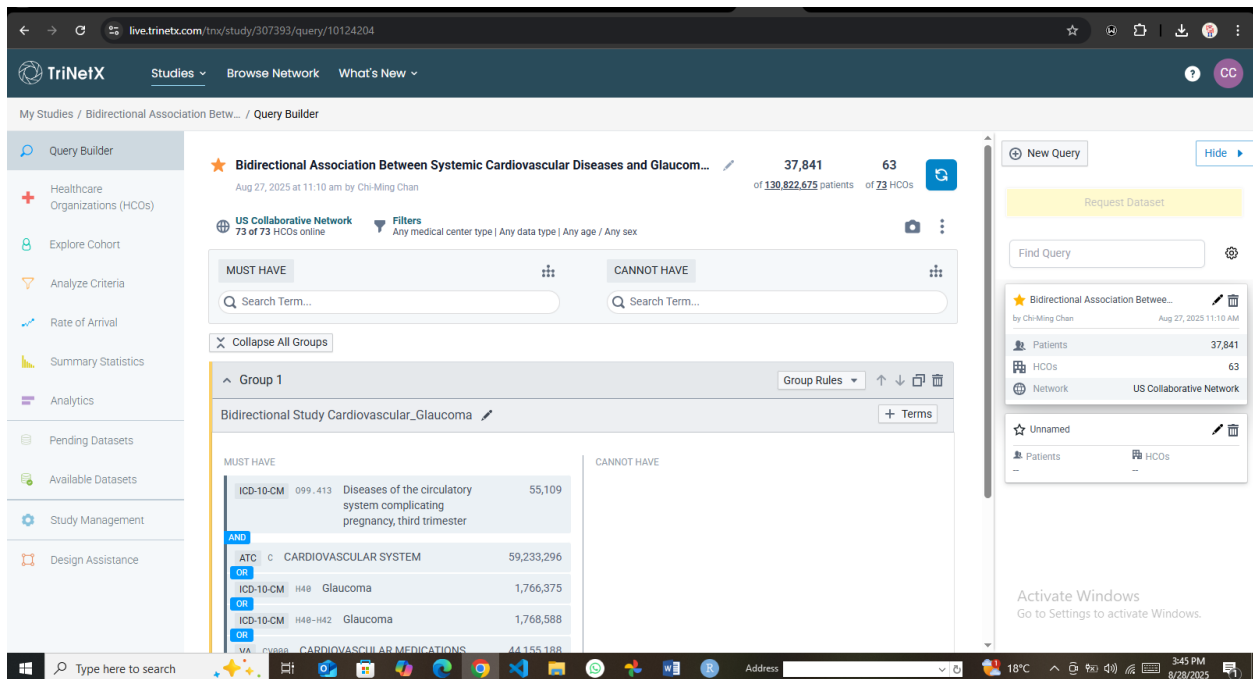 live.trinetx.com/tnx/study/307393/query/10124204
TriNetX
Studies
Browse Network
What's New
?
CC
My Studies / Bidirectional Association Betw... / Query Builder
Query Builder
Healthcare
Organizations (HCOs)
Explore Cohort
Analyze Criteria
Rate of Arrival
Summary Statistics
Analytics
Pending Datasets
Available Datasets
Study Management
Design Assistance
Bidirectional Association Between Systemic Cardiovascular Diseases and Glaucom...
Aug 27, 2025 at 11:10 am by Chi-Ming Chan
37,841
of 130,822,675 patients
63
of 73 HCOs
US Collaborative Network
73 of 73 HCOs online
Filters
Any medical center type | Any data type | Any age / Any sex
MUST HAVE
Search Term...
CANNOT HAVE
Search Term...
Collapse All Groups
Group 1
Group Rules
Bidirectional Study Cardiovascular_Glaucoma
+ Terms
MUST HAVE
CANNOT HAVE
ICD-10-CM O99.413 Diseases of the circulatory 55,109
system complicating
pregnancy, third trimester
AND
ATC C CARDIOVASCULAR SYSTEM 59,233,296
OR
ICD-10-CM H40 Glaucoma 1,766,375
OR
ICD-10-CM H40-H42 Glaucoma 1,768,588
OR
VA CV000 CARDIOVASCULAR MEDICATIONS 44,155,188
New Query
Hide
Request Dataset
Find Query
Bidirectional Association Betwee...
by Chi-Ming Chan Aug 27, 2025 11:10 AM
Patients 37,841
HCOs 63
Network US Collaborative Network
Unnamed
Patients HCOs
-- --
Activate Windows
Go to Settings to activate Windows.
Type here to search
Address
18°C
3:45 PM
8/28/2025